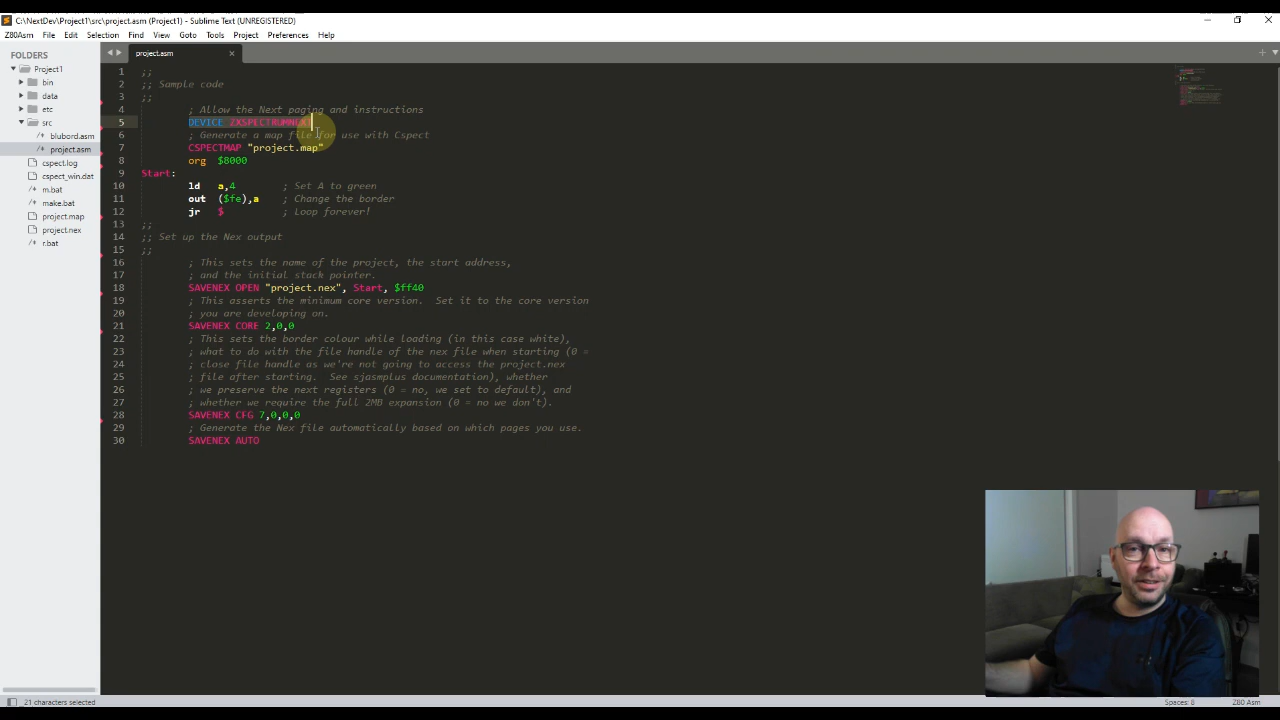 C:\NextDev\Project1\src\project.asm (Project1) - Sublime Text (UNREGISTERED)
Z80Asm File Edit Selection Find View Goto Tools Project Preferences Help
FOLDERS
Project1
bin
data
etc
src
blubord.asm
project.asm
cspect.log
cspect_win.dat
m.bat
make.bat
project.map
project.nex
r.bat
project.asm
1 ;;
2 ;; Sample code
3 ;;
4 ; Allow the Next paging and instructions
5 DEVICE ZXSPECTRUMNEXT
6 ; Generate a map file for use with Cspect
7 CSPECTMAP "project.map"
8 org $8000
9 Start:
10 ld a,4 ; Set A to green
11 out ($fe),a ; Change the border
12 jr $ ; Loop forever!
13 ;;
14 ;; Set up the Nex output
15 ;;
16 ; This sets the name of the project, the start address,
17 ; and the initial stack pointer.
18 SAVENEX OPEN "project.nex", Start, $ff40
19 ; This asserts the minimum core version.  Set it to the core version
20 ; you are developing on.
21 SAVENEX CORE 2,0,0
22 ; This sets the border colour while loading (in this case white),
23 ; what to do with the file handle of the nex file when starting (0 =
24 ; close file handle as we're not going to access the project.nex
25 ; file after starting.  See sjasmplus documentation), whether
26 ; we preserve the next registers (0 = no, we set to default), and
27 ; whether we require the full 2MB expansion (0 = no we don't).
28 SAVENEX CFG 7,0,0,0
29 ; Generate the Nex file automatically based on which pages you use.
30 SAVENEX AUTO
_21 characters selected
Spaces: 8 Z80 Asm